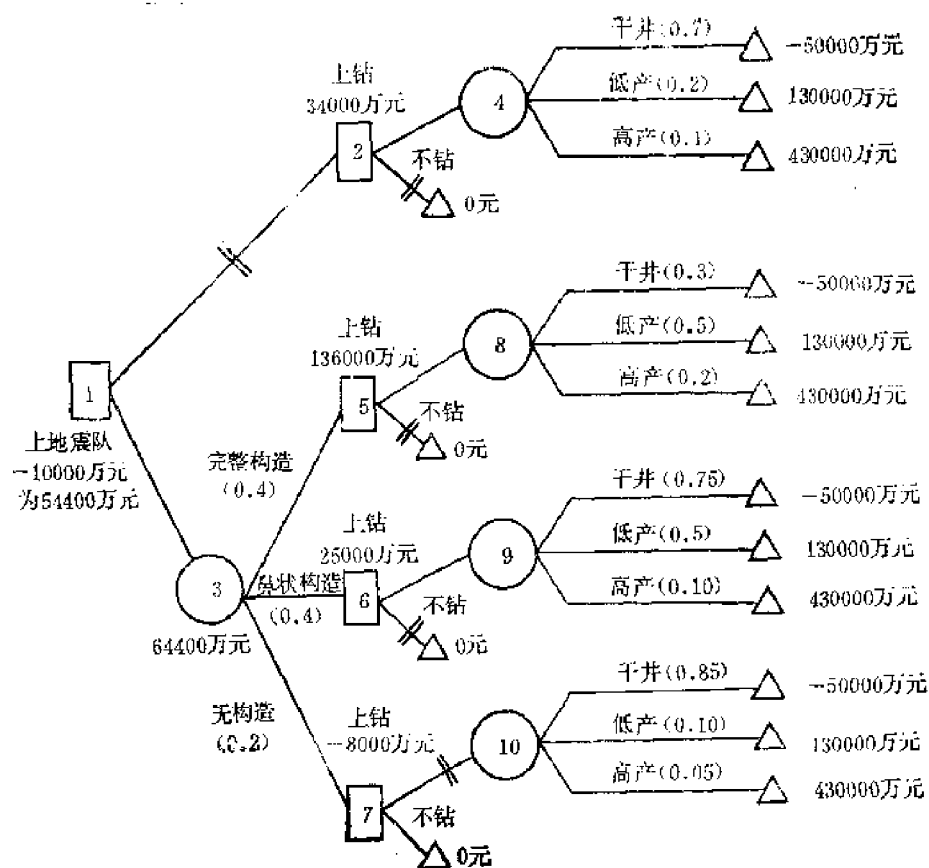 干井(0.7)
-50000万元
上钻
34000万元
4
低产(0.2)
130000万元
高产(0.1)
430000万元
2
不钻
0元
干井(0.3)
-50000万元
上钻
136000万元
8
低产(0.5)
130000万元
高产(0.2)
430000万元
1
5
不钻
0元
上地震队
-10000万元
为54400万元
完整构造
(0.4)
干井(0.75)
-50000万元
上钻
25000万元
9
低产(0.5)
130000万元
高产(0.10)
430000万元
3
鼻状构造
(0.4)
6
不钻
0元
64400万元
干井(0.85)
-50000万元
无构造
(0.2)
上钻
-8000万元
10
低产(0.10)
130000万元
高产(0.05)
430000万元
7
不钻
0元